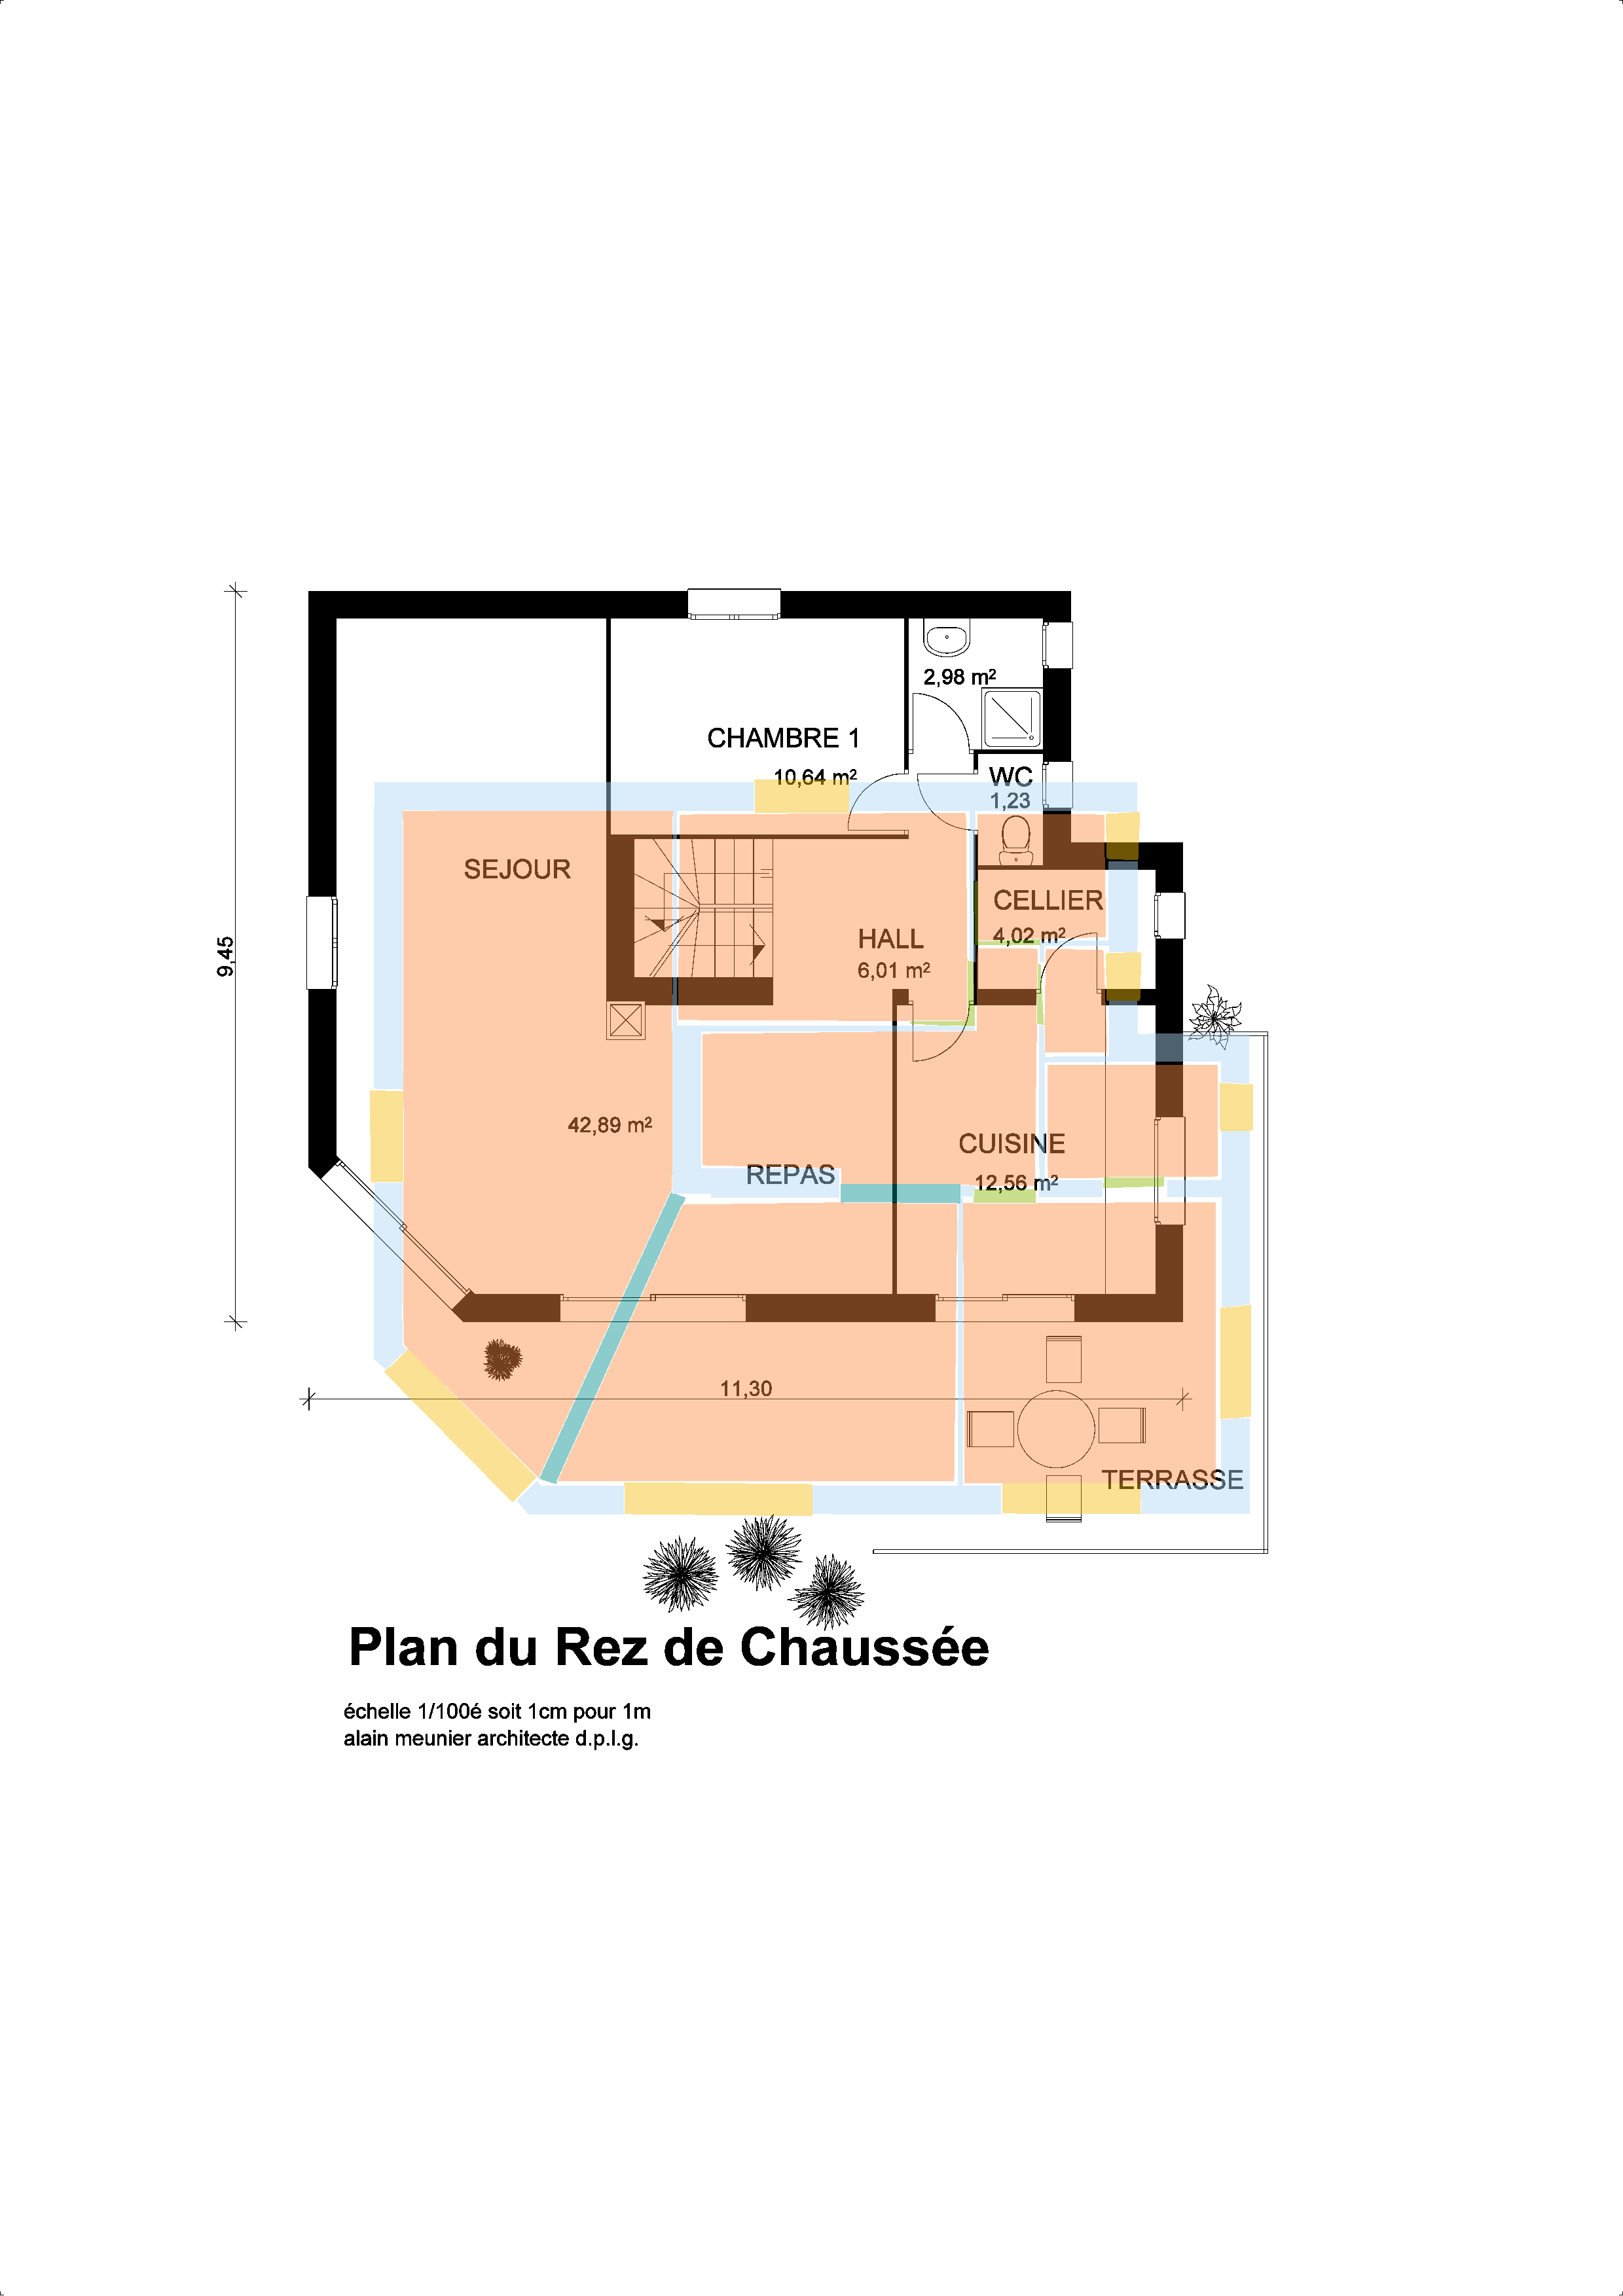 2,98 m²
CHAMBRE 1
10,64 m²
WC
1,23
SEJOUR
CELLIER
4,02 m²
HALL
6,01 m²
9,45
42,89 m²
CUISINE
12,56 m²
REPAS
11,30
TERRASSE
Plan du Rez de Chaussée
échelle 1/100é soit 1cm pour 1m
alain meunier architecte d.p.l.g.